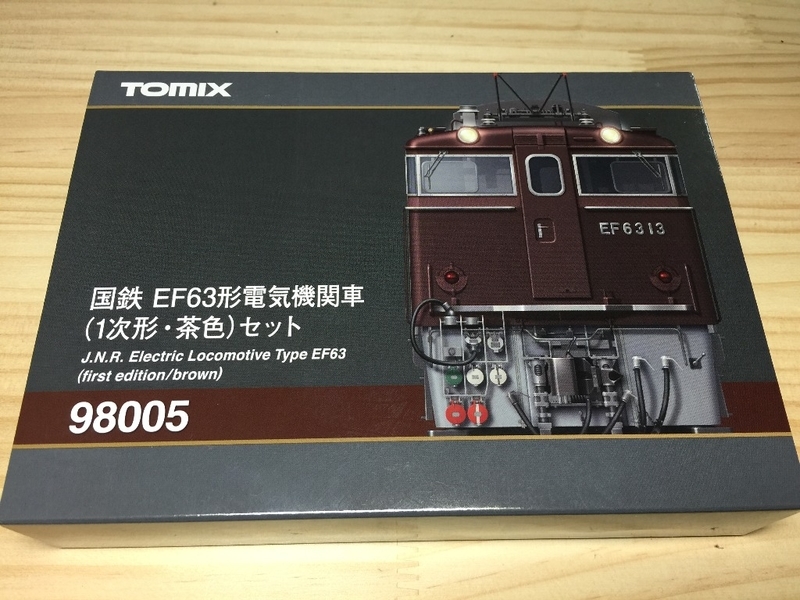 TOMIX
EF6313
国鉄 EF63形電気機関車
(1次形・茶色)セット
J.N.R. Electric Locomotive Type EF63
(first edition/brown)
98005